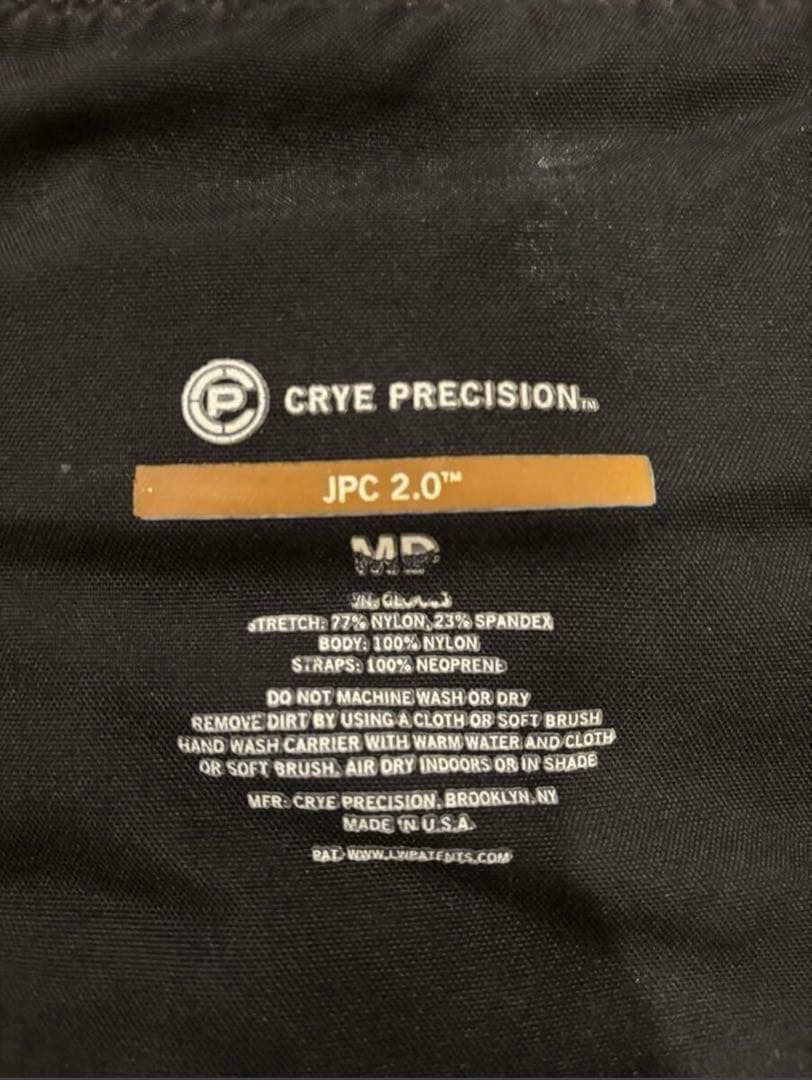 CP
CRYE PRECISION™
JPC 2.0™
MD
STRETCH: 77% NYLON, 23% SPANDEX
BODY: 100% NYLON
STRAPS: 100% NEOPRENE
DO NOT MACHINE WASH OR DRY
REMOVE DIRT BY USING A CLOTH OR SOFT BRUSH
HAND WASH CARRIER WITH WARM WATER AND CLOTH
OR SOFT BRUSH. AIR DRY INDOORS OR IN SHADE
MFR: CRYE PRECISION, BROOKLYN, NY
MADE IN U.S.A.
PAT. WWW.LWPATENTS.COM